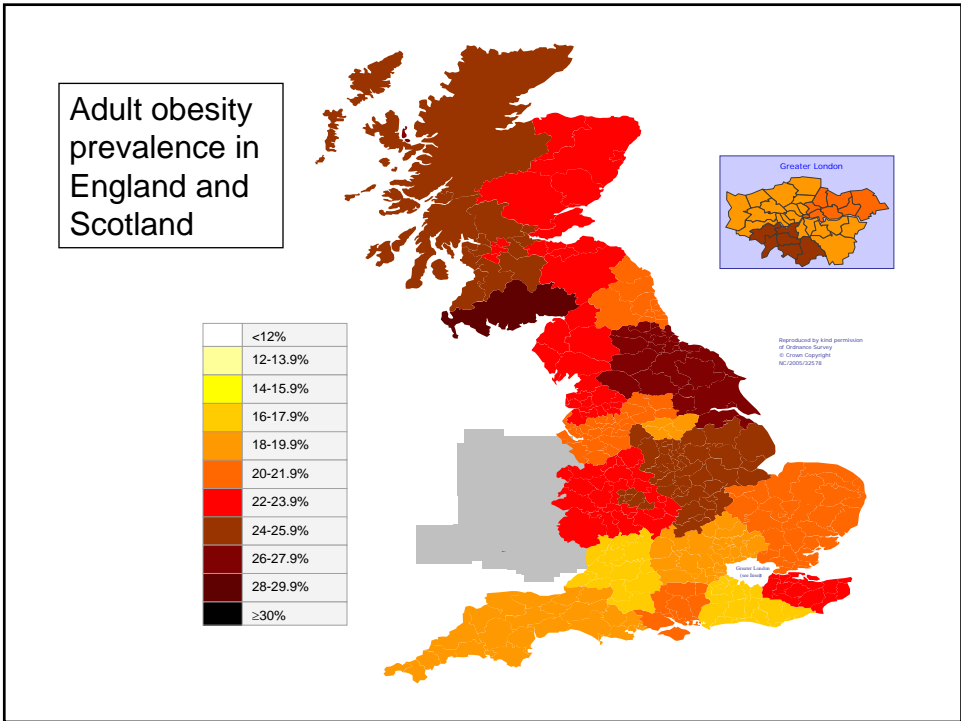 Adult obesity
prevalence in
England and
Scotland
Greater London
<12%
12-13.9%
14-15.9%
16-17.9%
18-19.9%
20-21.9%
22-23.9%
24-25.9%
26-27.9%
28-29.9%
≥30%
Reproduced by kind permission
of Ordnance Survey
© Crown Copyright
NC/2005/32578
Greater London
(see Inset)